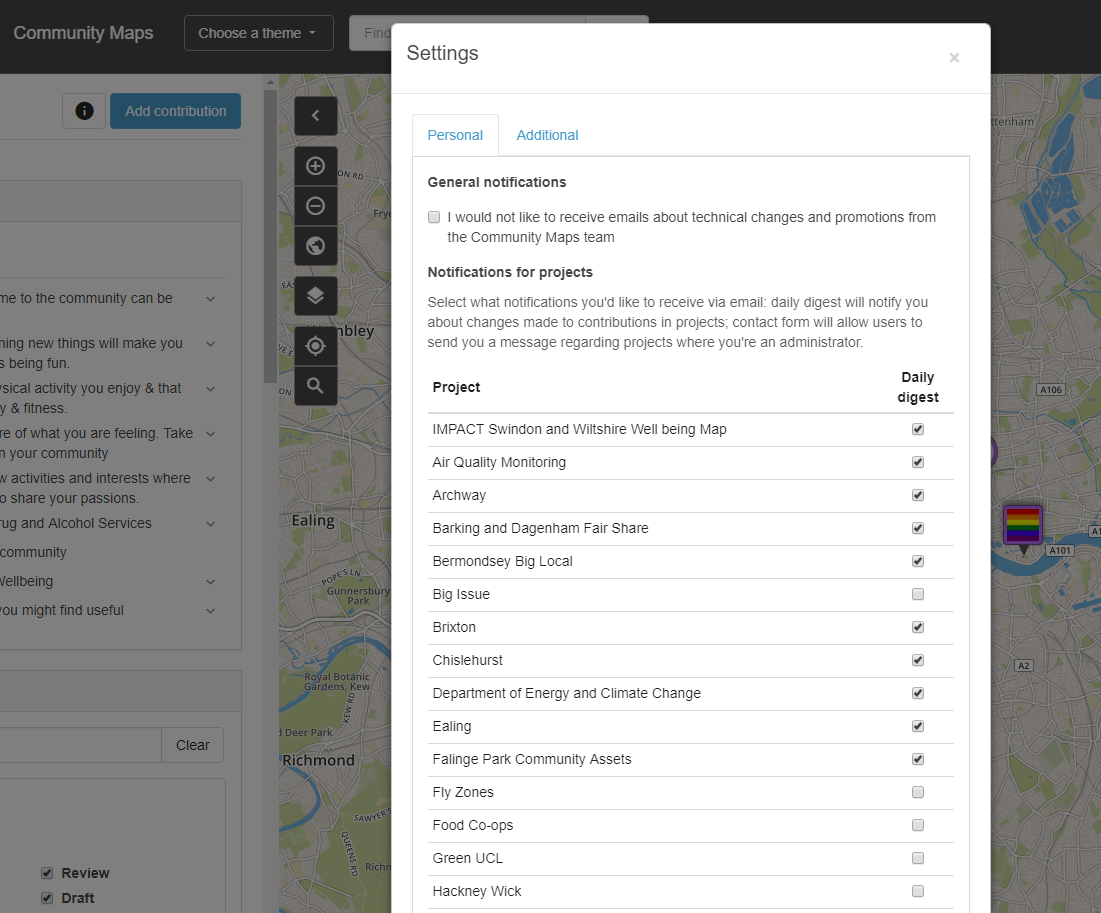 Community Maps
Choose a theme
Find
Add contribution
me to the community can be
ning new things will make you
s being fun.
sical activity you enjoy & that
y & fitness.
re of what you are feeling. Take
n your community
w activities and interests where
o share your passions.
rug and Alcohol Services
community
Wellbeing
you might find useful
Clear
Review
Draft
Settings
×
Personal
Additional
General notifications
I would not like to receive emails about technical changes and promotions from
the Community Maps team
Notifications for projects
Select what notifications you'd like to receive via email: daily digest will notify you
about changes made to contributions in projects; contact form will allow users to
send you a message regarding projects where you're an administrator.
Project
Daily
digest
IMPACT Swindon and Wiltshire Well being Map
Air Quality Monitoring
Archway
Barking and Dagenham Fair Share
Bermondsey Big Local
Big Issue
Brixton
Chislehurst
Department of Energy and Climate Change
Ealing
Falinge Park Community Assets
Fly Zones
Food Co-ops
Green UCL
Hackney Wick
ON RD
Frye
mbley
VE E
ON
Ealing
POPE'S LN
Gunnersbury
Park
Royal Botanic
Gardens, Kew
KEW RD
d Deer Park
Richmond
SAWYER'S
QUEEN'S RD
Richm
ttenham
A106
A101
A1
A2